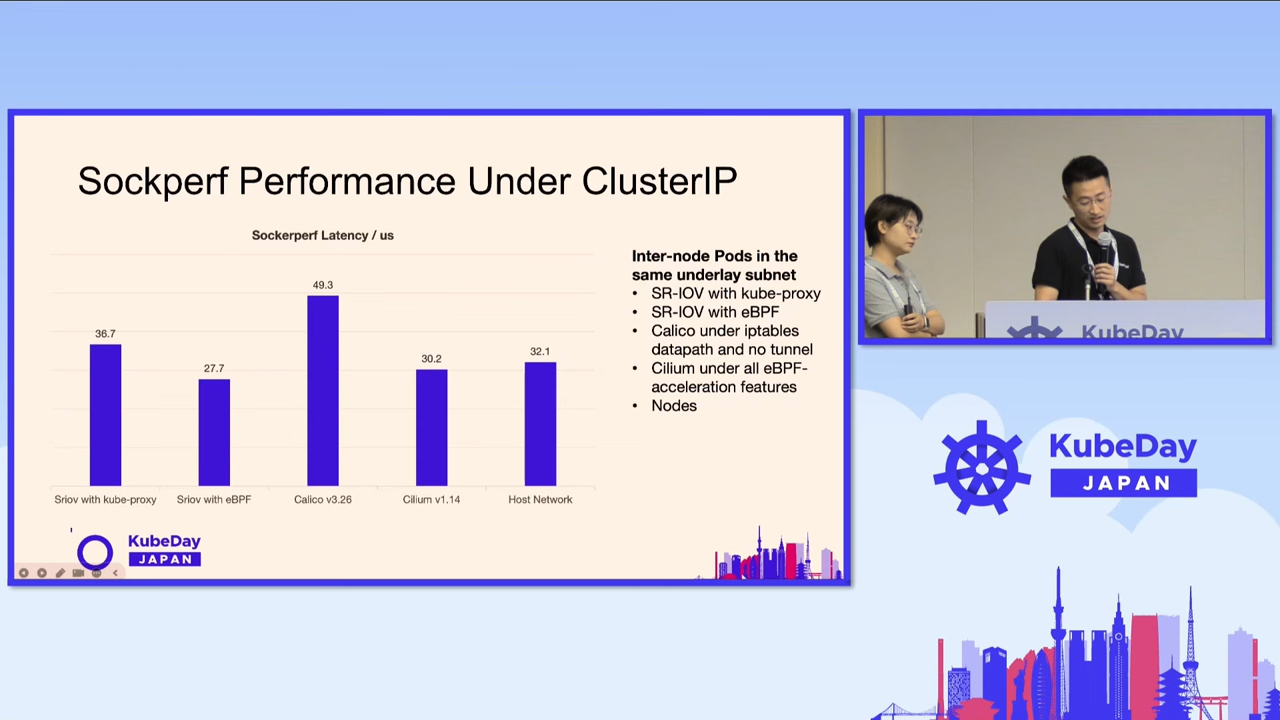 Sockperf Performance Under ClusterIP
Sockerperf Latency / us
36.7
27.7
49.3
30.2
32.1
Sriov with kube-proxy
Sriov with eBPF
Calico v3.26
Cilium v1.14
Host Network
Inter-node Pods in the
same underlay subnet
• SR-IOV with kube-proxy
• SR-IOV with eBPF
• Calico under iptables
datapath and no tunnel
• Cilium under all eBPF-
acceleration features
• Nodes
KubeDay
JAPAN
KubeDay
KubeDay
JAPAN